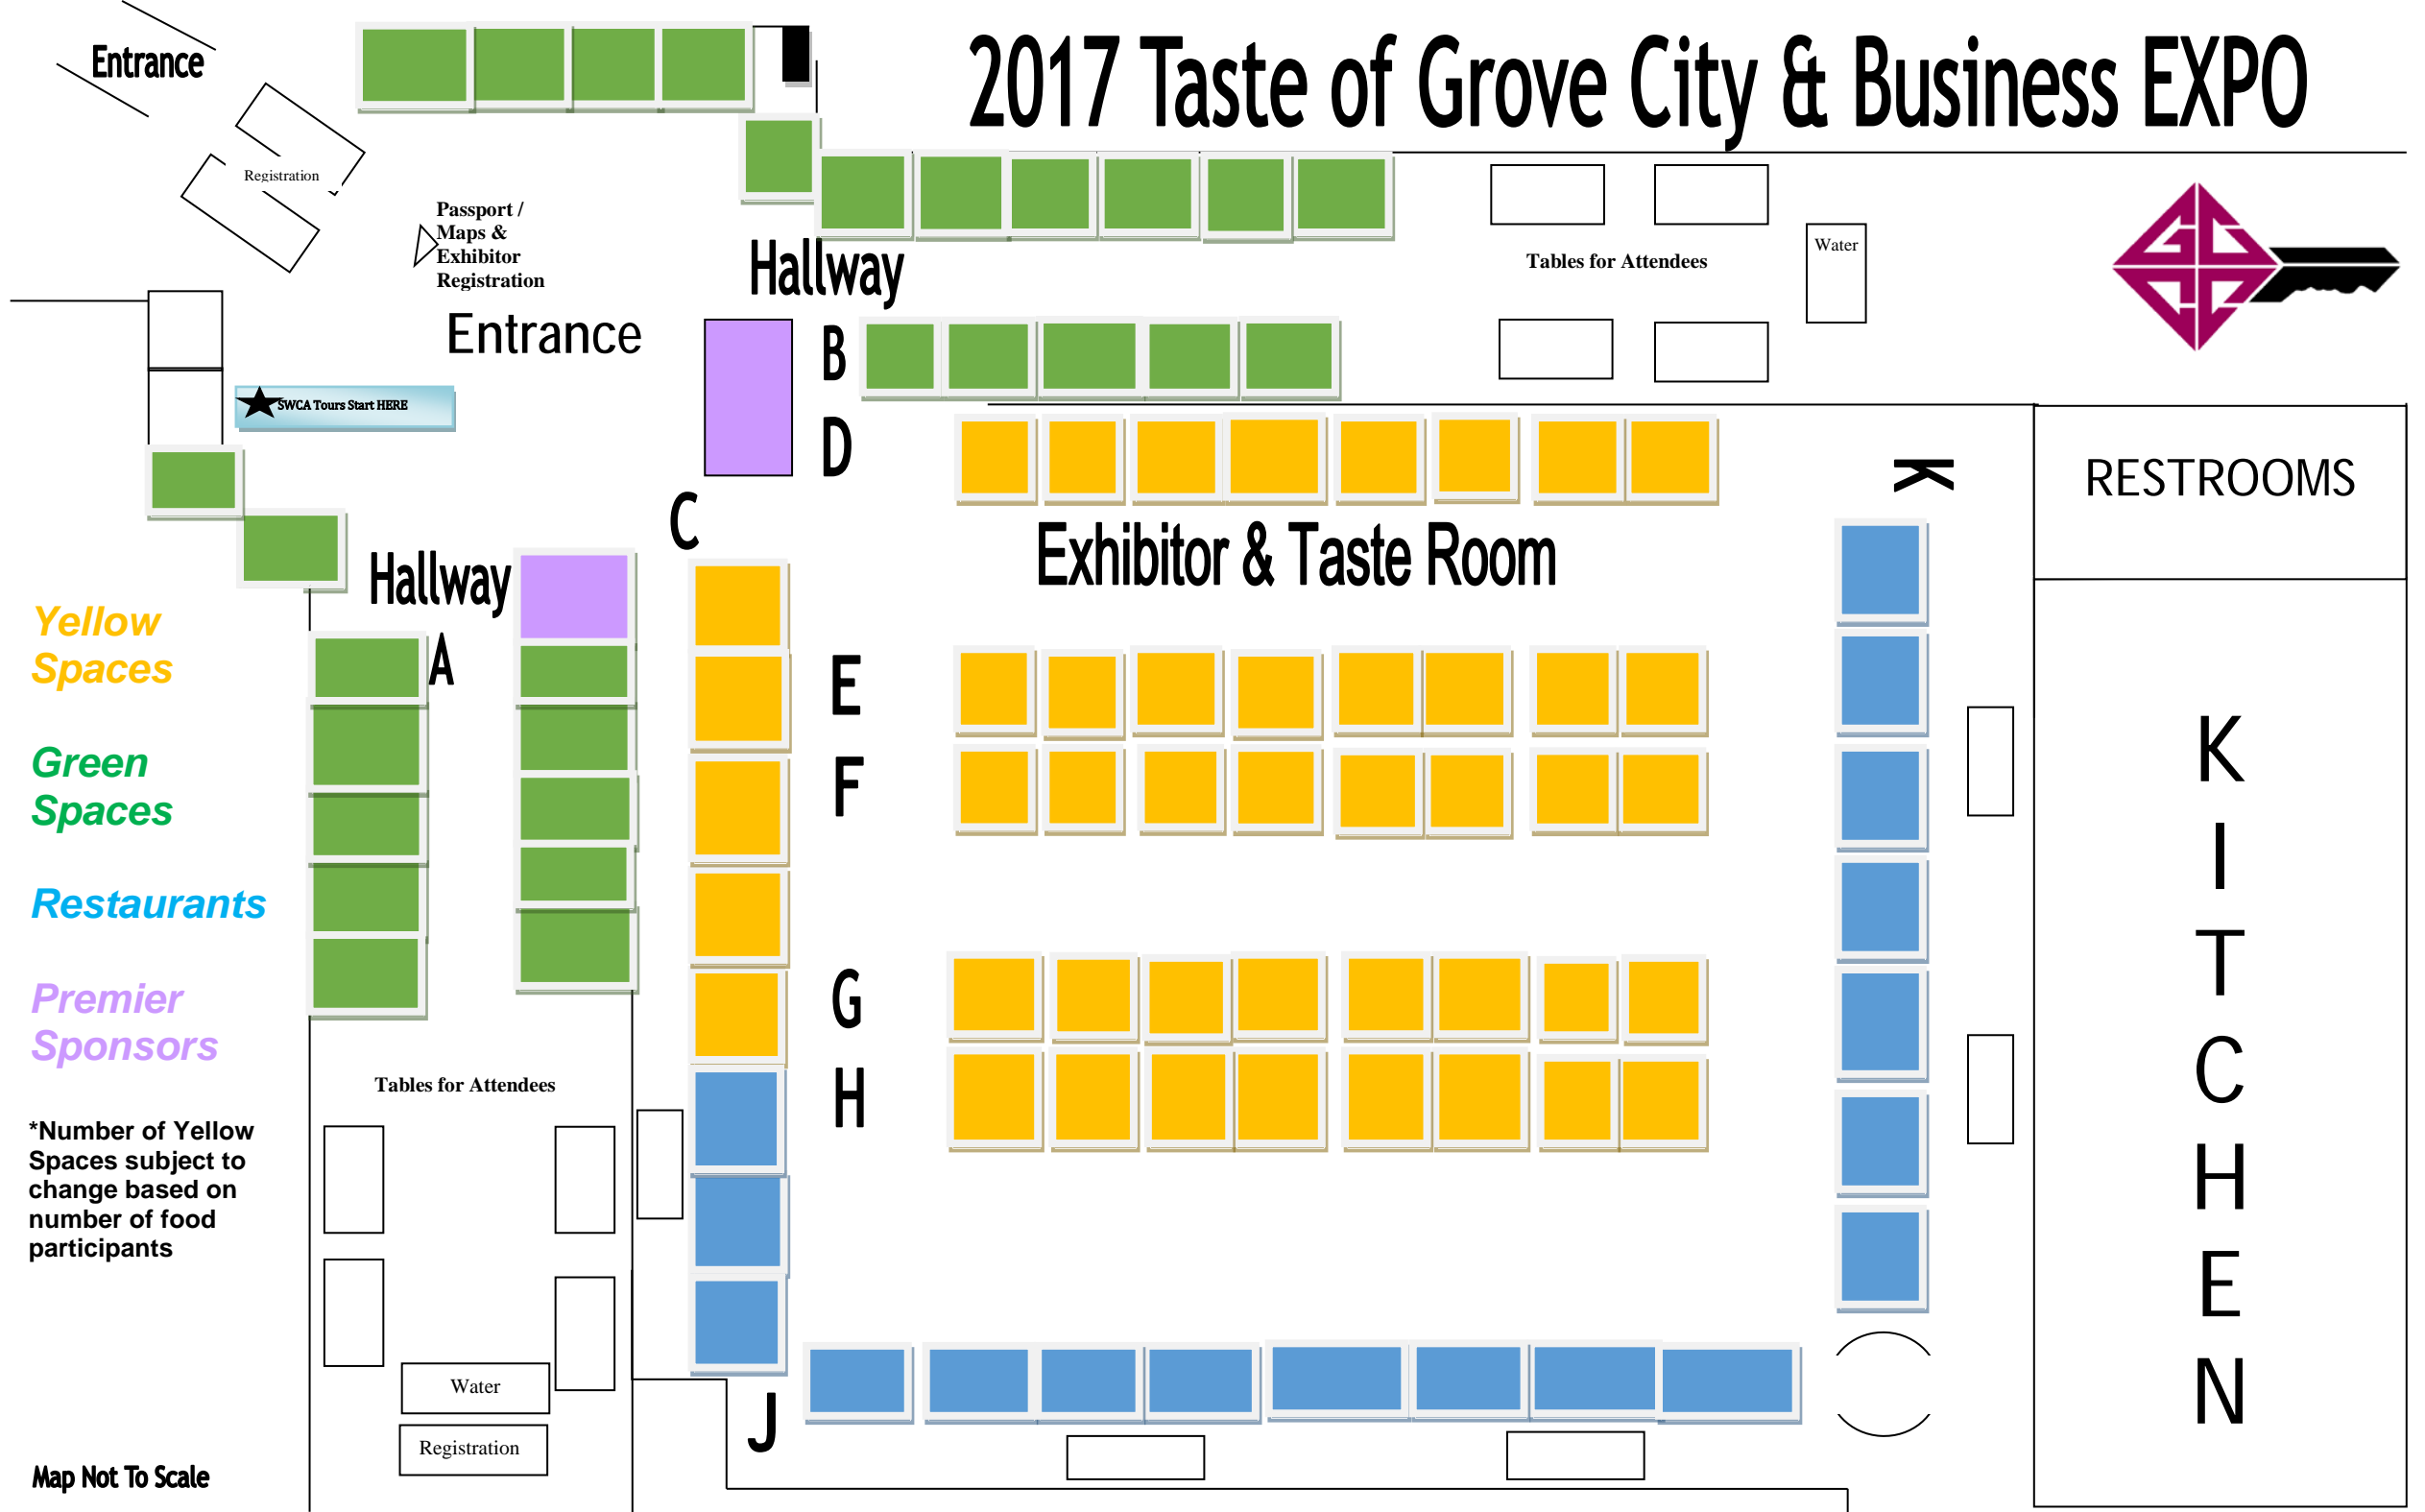 Entrance
2017 Taste of Grove City & Business EXPO
Registration
Passport /
Maps &
Exhibitor
Registration
Hallway
Tables for Attendees
Water
Entrance
B
SWCA Tours Start HERE
D
K
RESTROOMS
C
Exhibitor & Taste Room
Hallway
Yellow
Spaces
A
E
Green
Spaces
F
KITCHEN
Restaurants
Premier
Sponsors
G
Tables for Attendees
H
*Number of Yellow
Spaces subject to
change based on
number of food
participants
Water
J
Registration
Map Not To Scale